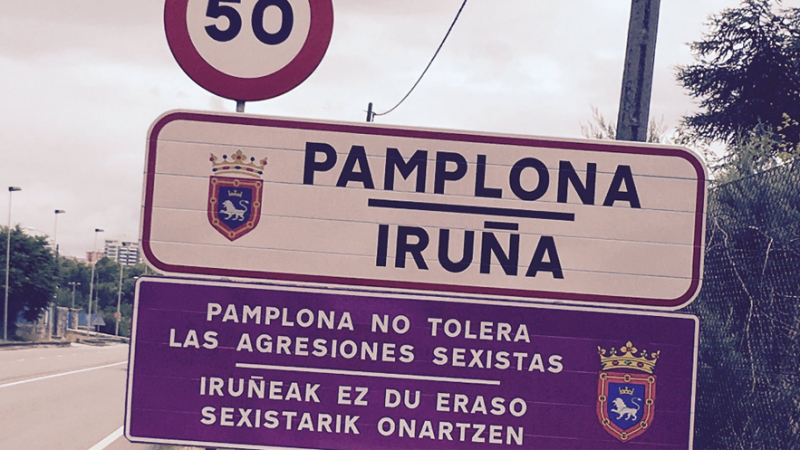 50
PAMPLONA
IRUÑA
PAMPLONA NO TOLERA
LAS AGRESIONES SEXISTAS
IRUÑEAK EZ DU ERASO
SEXISTARIK ONARTZEN